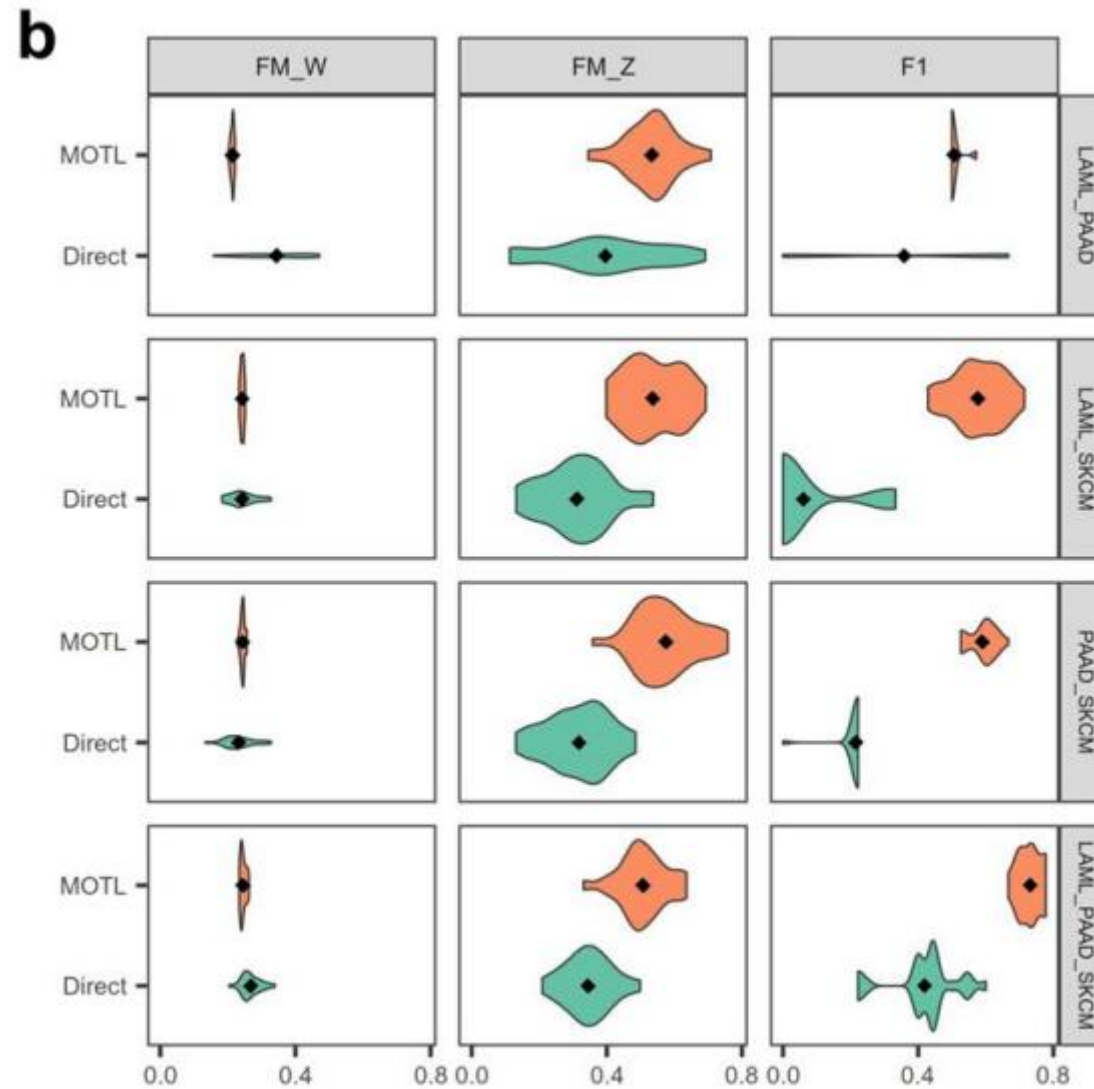 b
FM_W FM_Z F1
MOTL
Direct
LAML_PAAD
MOTL
Direct
LAML_SKCM
MOTL
Direct
PAAD_SKCM
MOTL
Direct
LAML_PAAD_SKCM
0.0 0.4 0.8 0.0 0.4 0.8 0.0 0.4 0.8